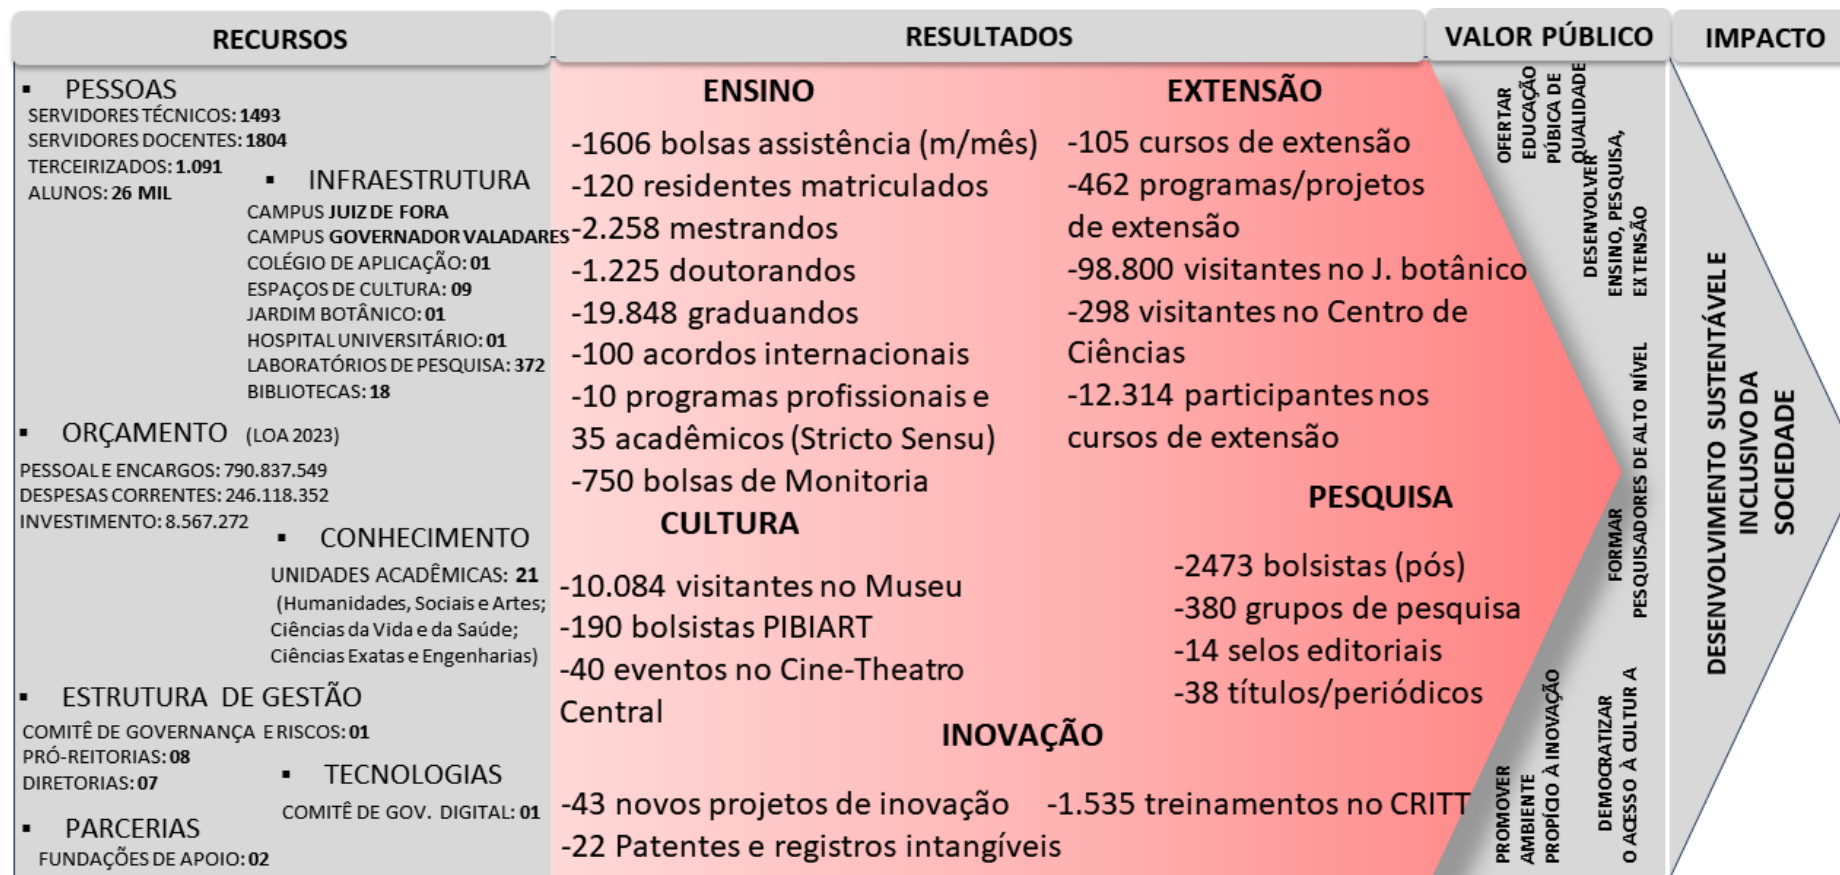 RECURSOS
▪ PESSOAS
SERVIDORES TÉCNICOS: 1493
SERVIDORES DOCENTES: 1804
TERCEIRIZADOS: 1.091
ALUNOS: 26 MIL
▪ INFRAESTRUTURA
CAMPUS JUIZ DE FORA
CAMPUS GOVERNADOR VALADARES
COLÉGIO DE APLICAÇÃO: 01
ESPAÇOS DE CULTURA: 09
JARDIM BOTÂNICO: 01
HOSPITAL UNIVERSITÁRIO: 01
LABORATÓRIOS DE PESQUISA: 372
BIBLIOTECAS: 18
▪ ORÇAMENTO (LOA 2023)
PESSOAL E ENCARGOS: 790.837.549
DESPESAS CORRENTES: 246.118.352
INVESTIMENTO: 8.567.272
▪ CONHECIMENTO
UNIDADES ACADÊMICAS: 21
(Humanidades, Sociais e Artes;
Ciências da Vida e da Saúde;
Ciências Exatas e Engenharias)
▪ ESTRUTURA DE GESTÃO
COMITÊ DE GOVERNANÇA E RISCOS: 01
PRÓ-REITORIAS: 08
DIRETORIAS: 07
▪ TECNOLOGIAS
COMITÊ DE GOV. DIGITAL: 01
▪ PARCERIAS
FUNDAÇÕES DE APOIO: 02
RESULTADOS
ENSINO
-1606 bolsas assistência (m/mês)
-120 residentes matriculados
-2.258 mestrandos
-1.225 doutorandos
-19.848 graduandos
-100 acordos internacionais
-10 programas profissionais e
35 acadêmicos (Stricto Sensu)
-750 bolsas de Monitoria
EXTENSÃO
-105 cursos de extensão
-462 programas/projetos
de extensão
-98.800 visitantes no J. botânico
-298 visitantes no Centro de
Ciências
-12.314 participantes nos
cursos de extensão
CULTURA
-10.084 visitantes no Museu
-190 bolsistas PIBIART
-40 eventos no Cine-Theatro
Central
PESQUISA
-2473 bolsistas (pós)
-380 grupos de pesquisa
-14 selos editoriais
-38 títulos/periódicos
INOVAÇÃO
-43 novos projetos de inovação
-22 Patentes e registros intangíveis
-1.535 treinamentos no CRITT
VALOR PÚBLICO
OFERTAR
EDUCAÇÃO
PÚBICA DE
QUALIDADE
DESENVOLVER
ENSINO, PESQUISA,
EXTENSÃO
FORMAR
PESQUISADORES DE ALTO NÍVEL
PROMOVER
AMBIENTE
PROPÍCIO À INOVAÇÃO
DEMOCRATIZAR
O ACESSO À CULTUR A
IMPACTO
DESENVOLVIMENTO SUSTENTÁVEL E
INCLUSIVO DA
SOCIEDADE